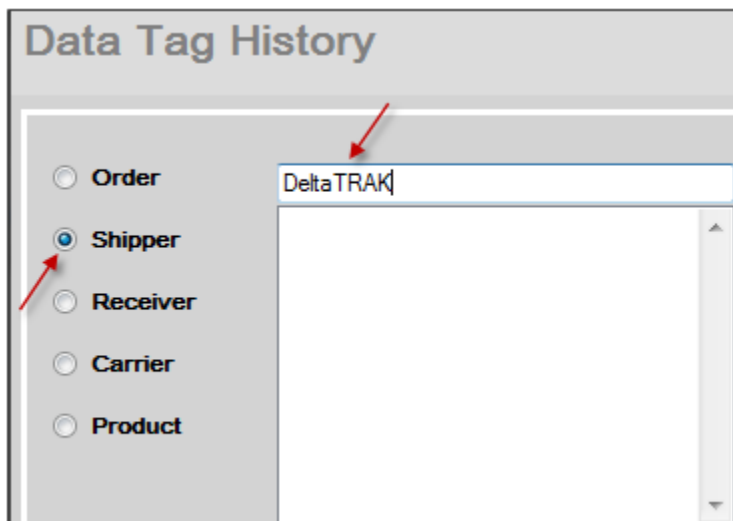 Data Tag History
Order
DeltaTRAK
Shipper
Receiver
Carrier
Product